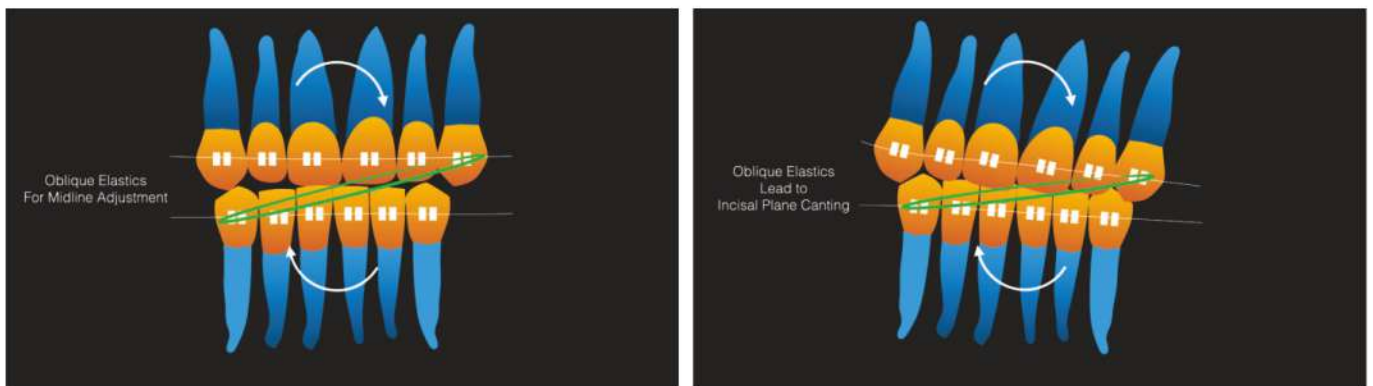 Oblique Elastics
For Midline Adjustment
Oblique Elastics
Lead to
Incisal Plane Canting